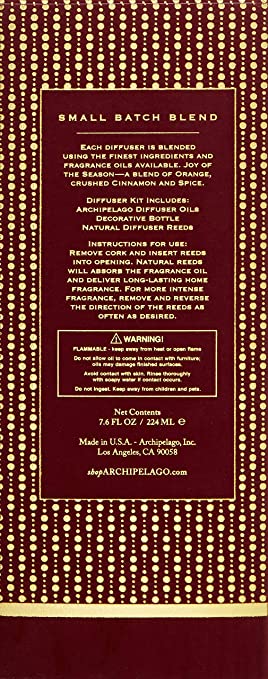 SMALL BATCH BLEND
EACH DIFFUSER IS BLENDED
USING THE FINEST INGREDIENTS AND
FRAGRANCE OILS AVAILABLE. JOY OF
THE SEASON—A BLEND OF ORANGE,
CRUSHED CINNAMON AND SPICE.
DIFFUSER KIT INCLUDES:
ARCHIPELAGO DIFFUSER OILS
DECORATIVE BOTTLE
NATURAL DIFFUSER REEDS
INSTRUCTIONS FOR USE:
REMOVE CORK AND INSERT REEDS
INTO OPENING. NATURAL REEDS
WILL ABSORB THE FRAGRANCE OIL
AND DELIVER LONG-LASTING HOME
FRAGRANCE. FOR MORE INTENSE
FRAGRANCE, REMOVE AND REVERSE
THE DIRECTION OF THE REEDS AS
OFTEN AS DESIRED.
WARNING!
FLAMMABLE - keep away from heat or open flame
Do not allow oil to come in contact with furniture;
oils may damage finished surfaces.
Avoid contact with skin. Rinse thoroughly
with soapy water if contact occurs.
Do not ingest. Keep away from children and pets.
Net Contents
7.6 FL OZ / 224 ML ℮
Made in U.S.A. - Archipelago, Inc.
Los Angeles, CA 90058
shopARCHIPELAGO.com